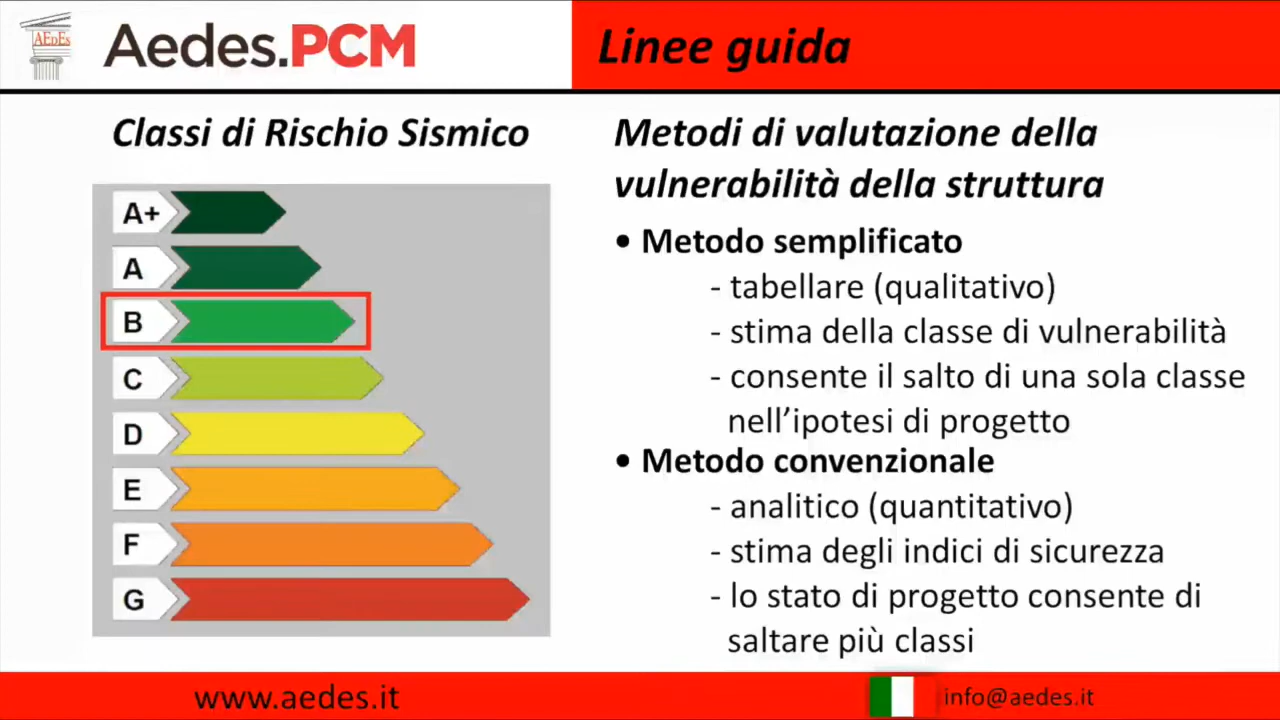 AEDES
Aedes.PCM
Linee guida
Classi di Rischio Sismico
A+
A
B
C
D
E
F
G
Metodi di valutazione della
vulnerabilità della struttura
• Metodo semplificato
- tabellare (qualitativo)
- stima della classe di vulnerabilità
- consente il salto di una sola classe
nell’ipotesi di progetto
• Metodo convenzionale
- analitico (quantitativo)
- stima degli indici di sicurezza
- lo stato di progetto consente di
saltare più classi
www.aedes.it
info@aedes.it